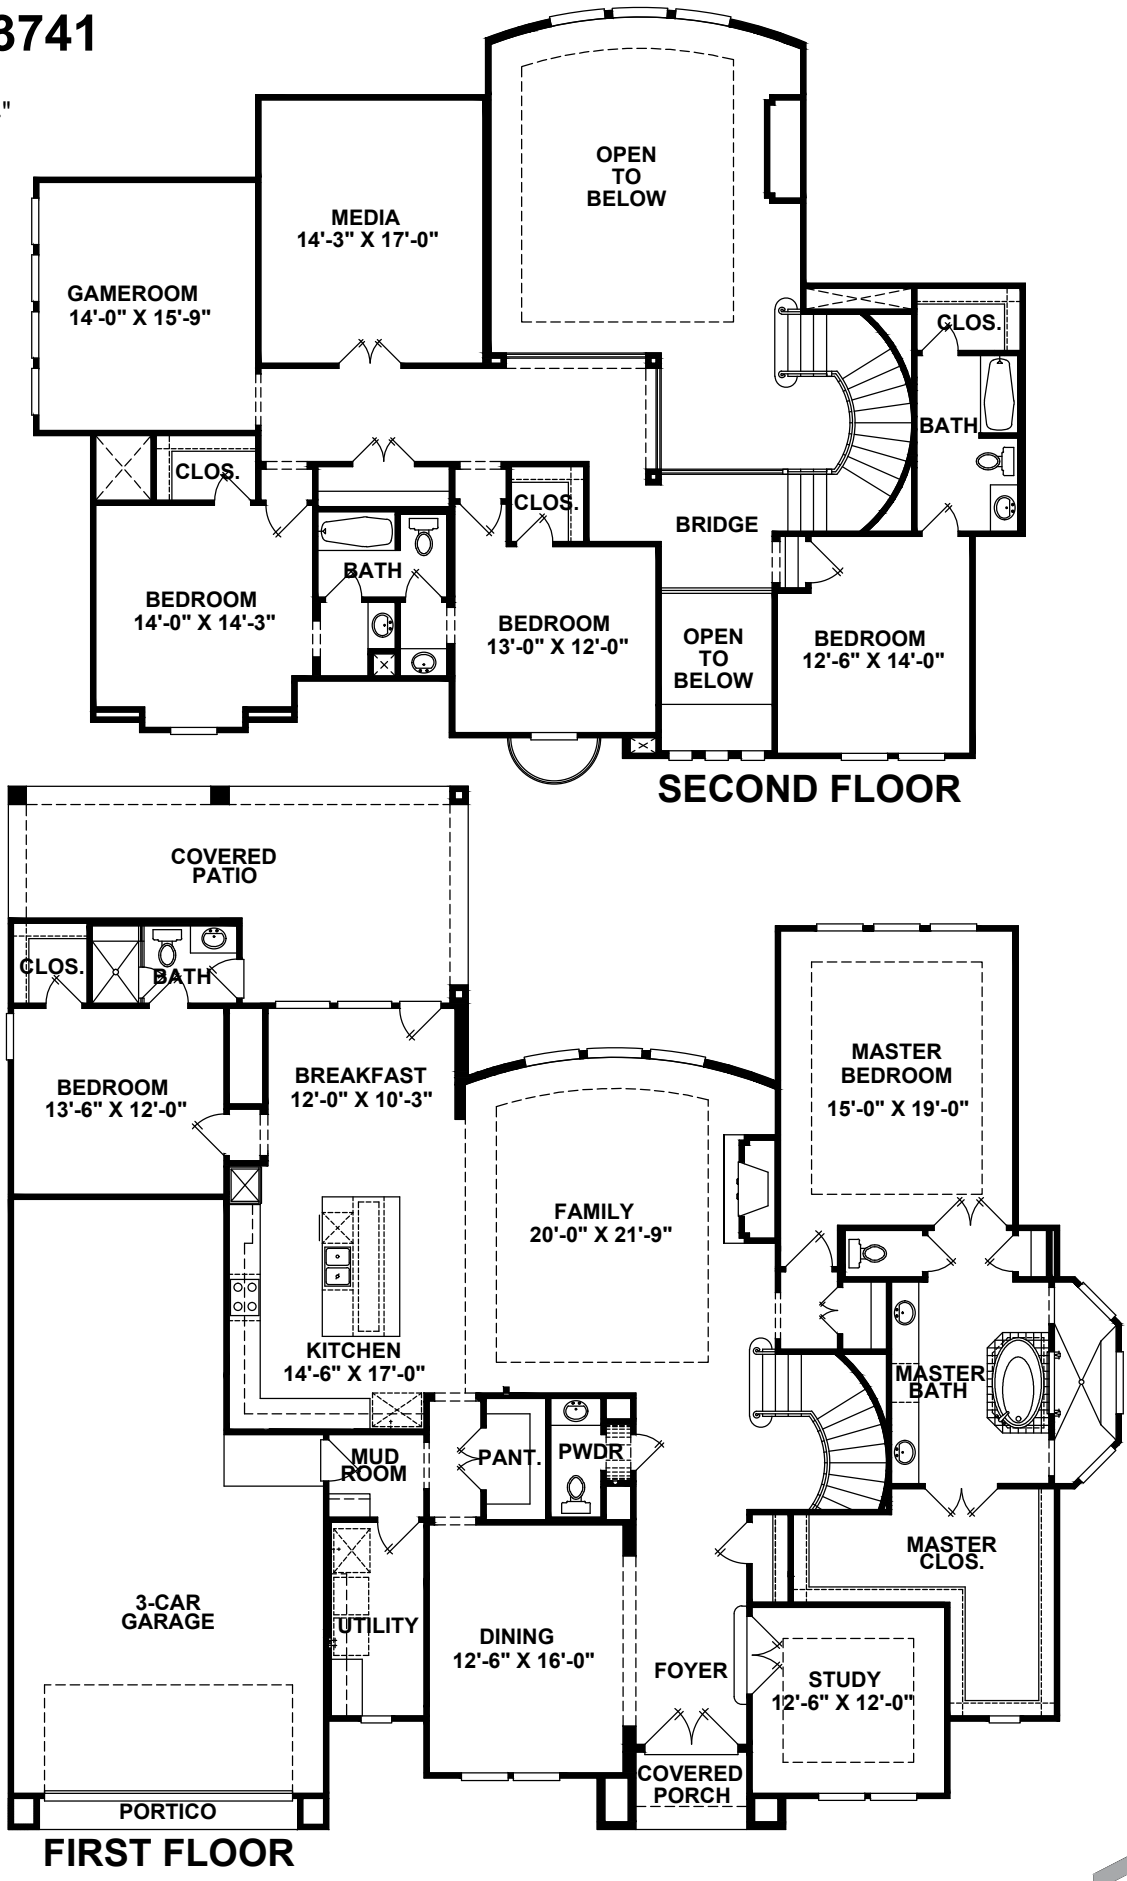 3741
"
OPEN
TO
BELOW
MEDIA
14'-3" X 17'-0"
GAMEROOM
14'-0" X 15'-9"
CLOS.
CLOS.
BATH
CLOS.
BRIDGE
BATH
BEDROOM
14'-0" X 14'-3"
BEDROOM
13'-0" X 12'-0"
OPEN
TO
BELOW
BEDROOM
12'-6" X 14'-0"
SECOND FLOOR
COVERED
PATIO
CLOS.
BATH
BEDROOM
13'-6" X 12'-0"
BREAKFAST
12'-0" X 10'-3"
MASTER
BEDROOM
15'-0" X 19'-0"
FAMILY
20'-0" X 21'-9"
KITCHEN
14'-6" X 17'-0"
MASTER
BATH
MUD
ROOM
PANT.
PWDR
MASTER
CLOS.
3-CAR
GARAGE
UTILITY
DINING
12'-6" X 16'-0"
FOYER
STUDY
12'-6" X 12'-0"
COVERED
PORCH
PORTICO
FIRST FLOOR